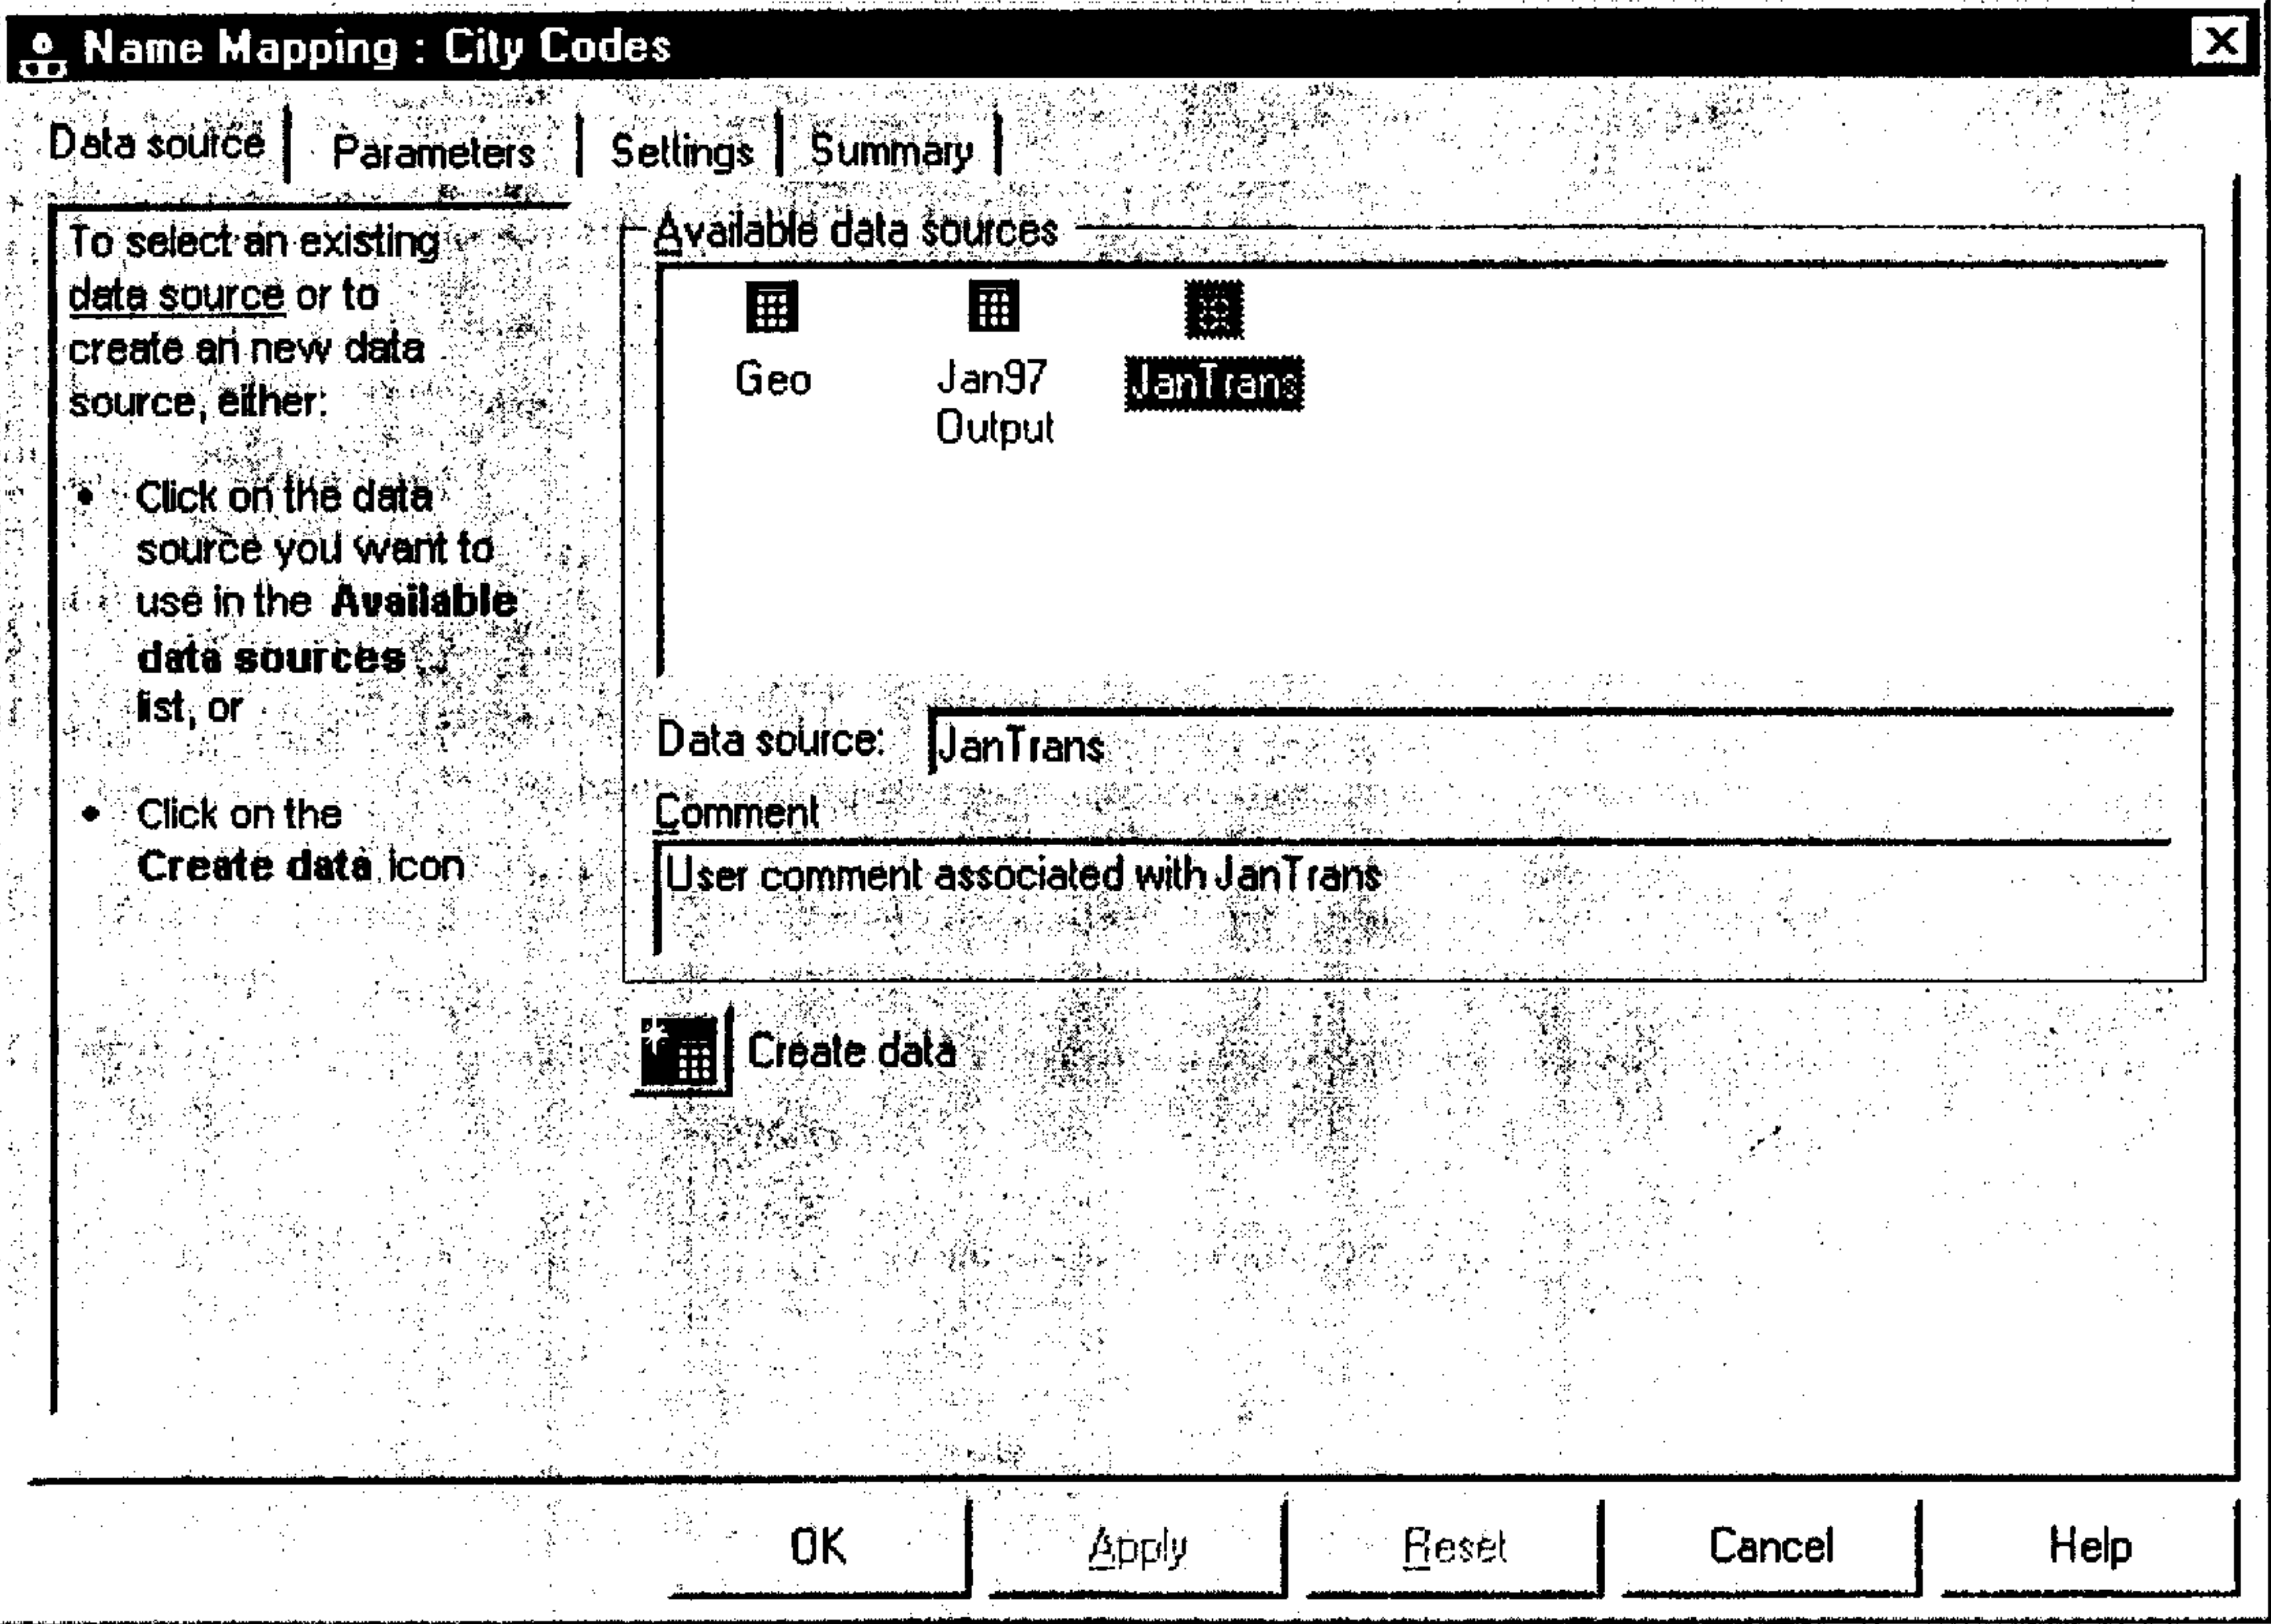 Name Mapping : City Codes
Data source Parameters Settings Summary
To select an existing
data source or to
create an new data
source, either:
• Click on the data
source you want to
use in the Available
data sources
list, or
• Click on the
Create data icon
Available data sources
Geo
Jan97
Output
JanTrans
Data source: JanTrans
Comment
User comment associated with JanTrans
Create data
OK Apply Reset Cancel Help